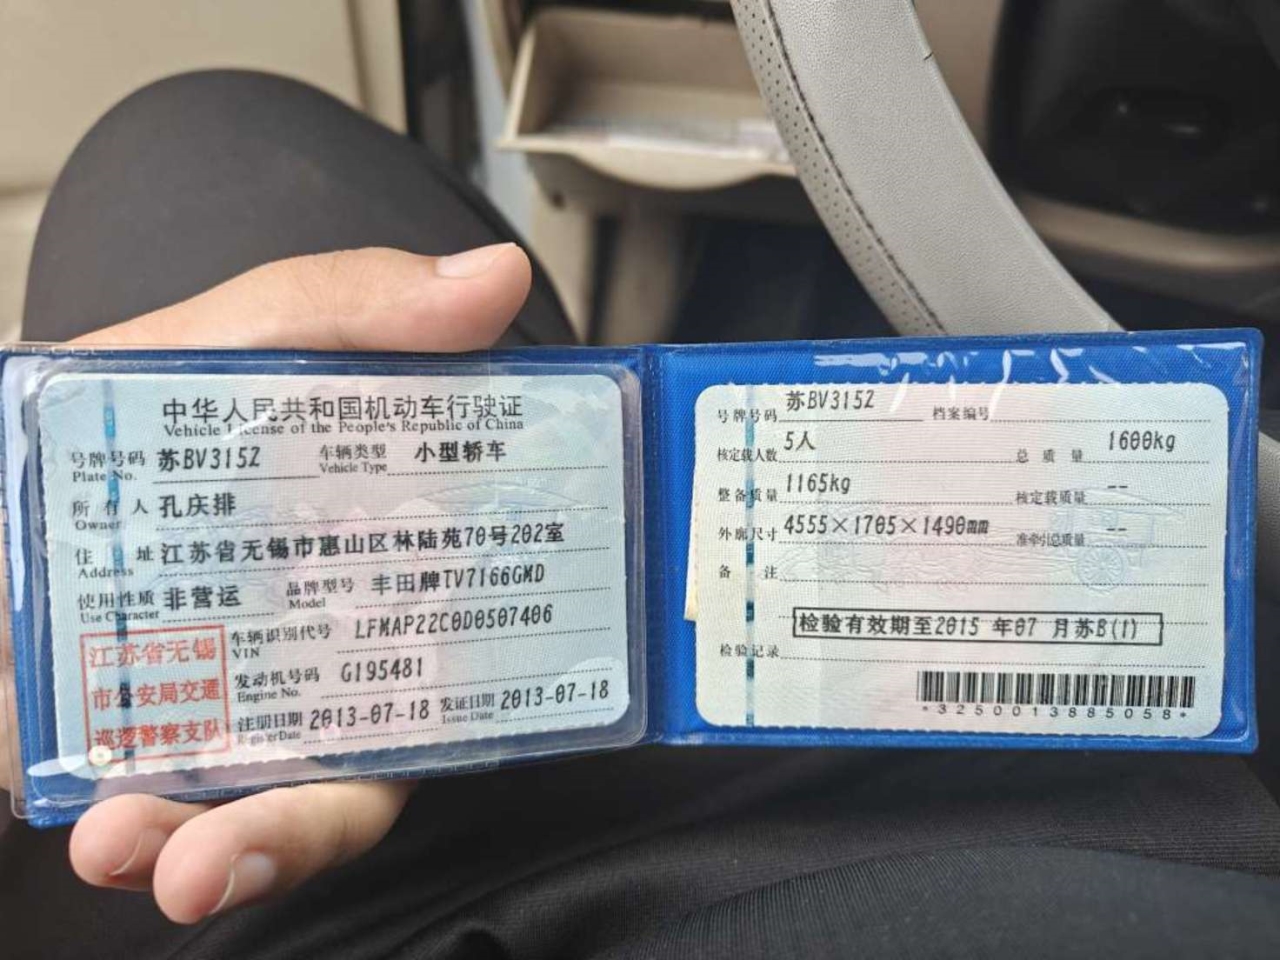 中华人民共和国机动车行驶证
Vehicle License of the People's Republic of China
号牌号码 苏BV315Z 车辆类型 小型轿车
Plate No. Vehicle Type
所有人 孔庆排
Owner
住址 江苏省无锡市惠山区林陆苑70号202室
Address
使用性质 非营运 品牌型号 丰田牌TV7166GMD
Use Character Model
车辆识别代号 LFMAP22C0D0507406
VIN
发动机号码 G195481
Engine No.
注册日期 2013-07-18 发证日期 2013-07-18
Register Date Issue Date
江苏省无锡
市公安局交通
巡逻警察支队
号牌号码 苏BV315Z 档案编号
核定载人数 5人 总质量 1600kg
整备质量 1165kg 核定载质量 --
外廓尺寸 4555×1705×1490mm 准牵引总质量 --
备注
检验有效期至2015 年07 月苏B(1)
检验记录
*3250013885058*